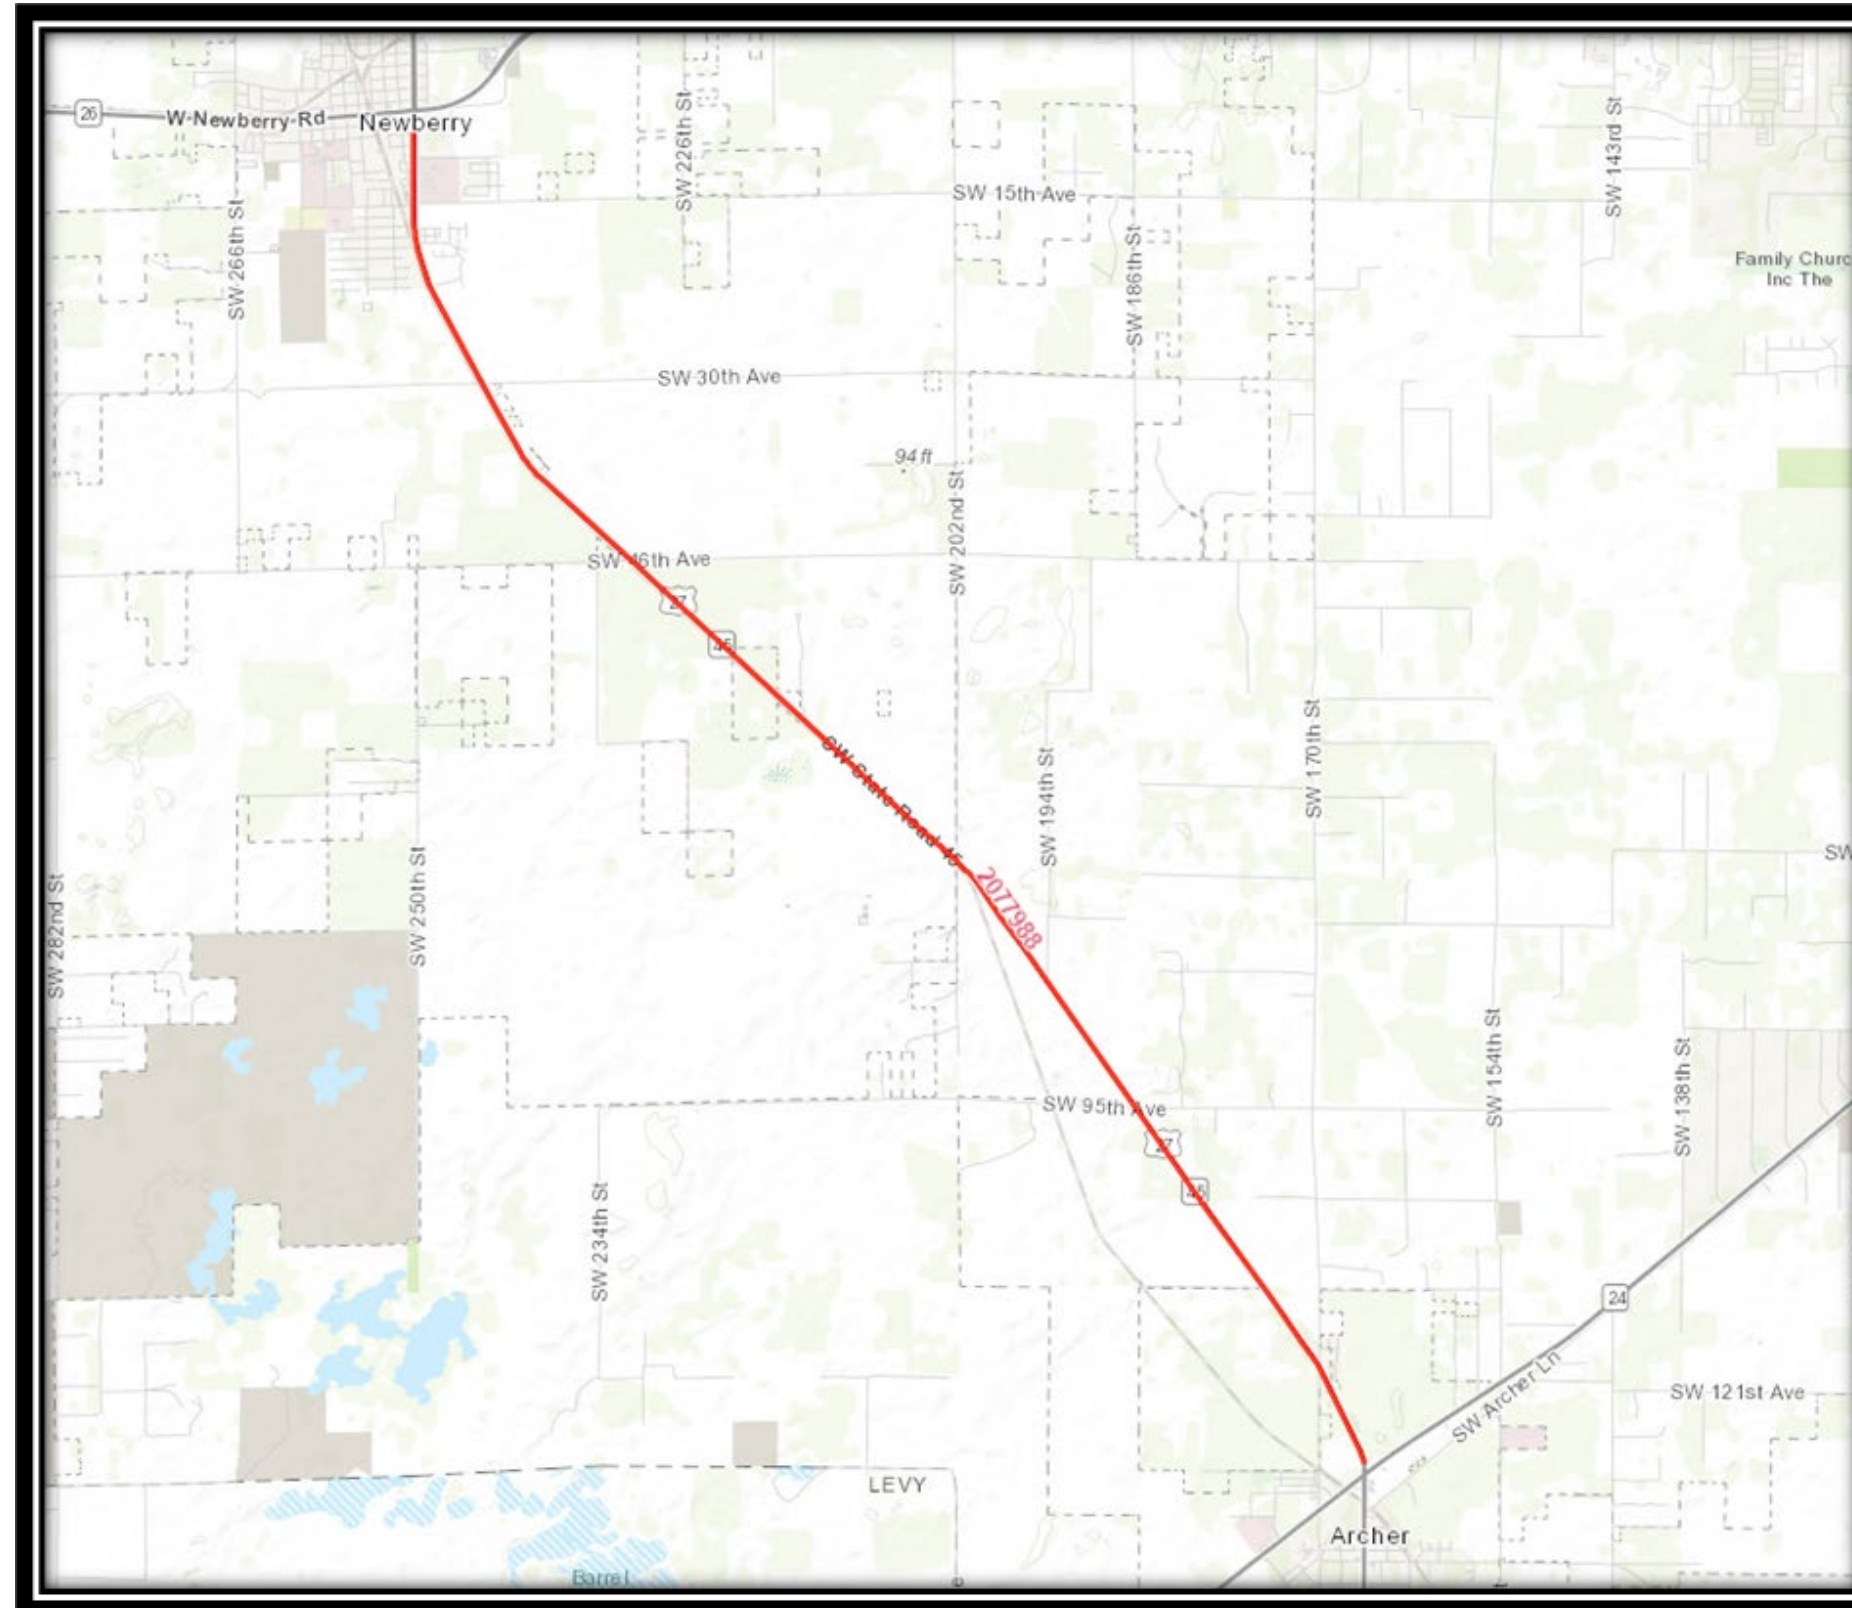 26
W-Newberry-Rd
Newberry
SW 226th St
SW 143rd St
SW 15th Ave
SW 266th St
SW 186th St
Family Churc
Inc The
SW 30th Ave
94 ft
SW 202nd St
SW 46th Ave
27
45
SW State Road 45
SW 194th St
SW 170th St
SW
SW 250th St
SW 282nd St
2077988
SW 154th St
SW 138th St
SW 95th Ave
27
45
SW 234th St
24
SW Archer Ln
SW 121st Ave
LEVY
Archer
Barrel